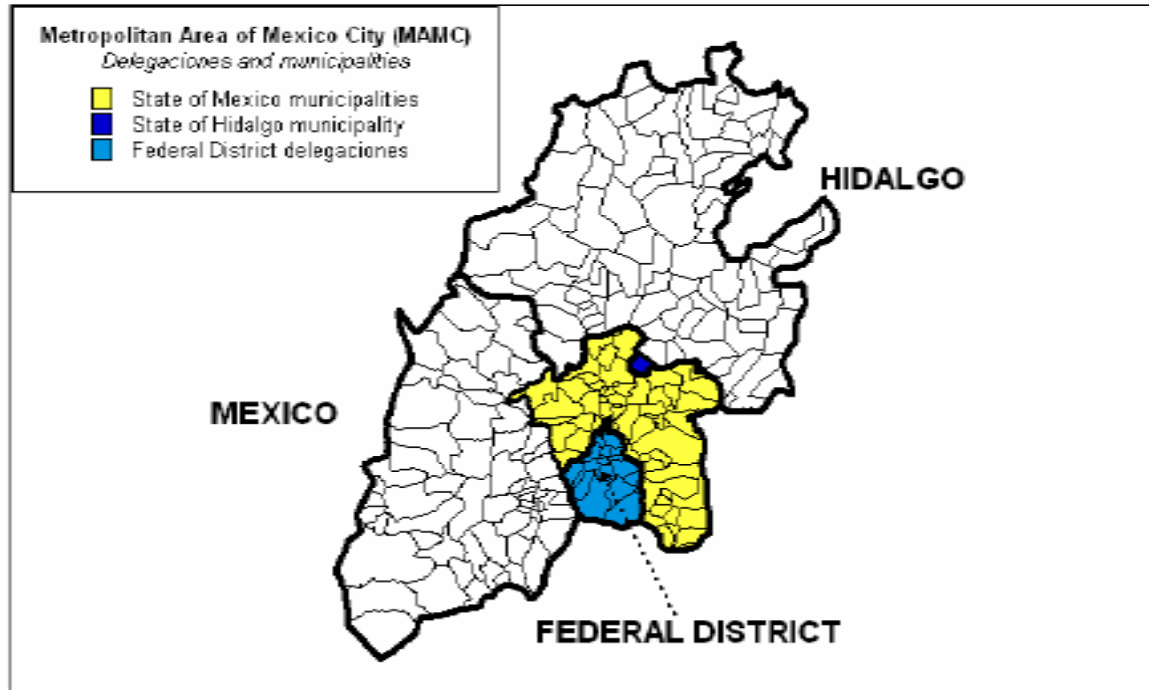 Metropolitan Area of Mexico City (MAMC)
Delegaciones and municipalities
State of Mexico municipalities
State of Hidalgo municipality
Federal District delegaciones
HIDALGO
MEXICO
FEDERAL DISTRICT